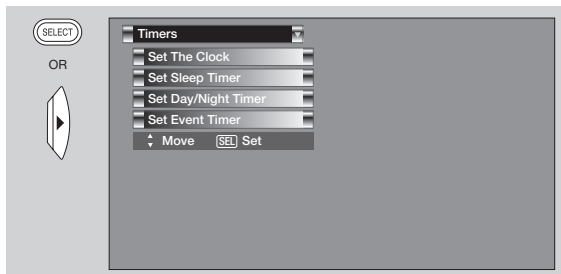 SELECT
OR
Timers
Set The Clock
Set Sleep Timer
Set Day/Night Timer
Set Event Timer
Move SEL Set